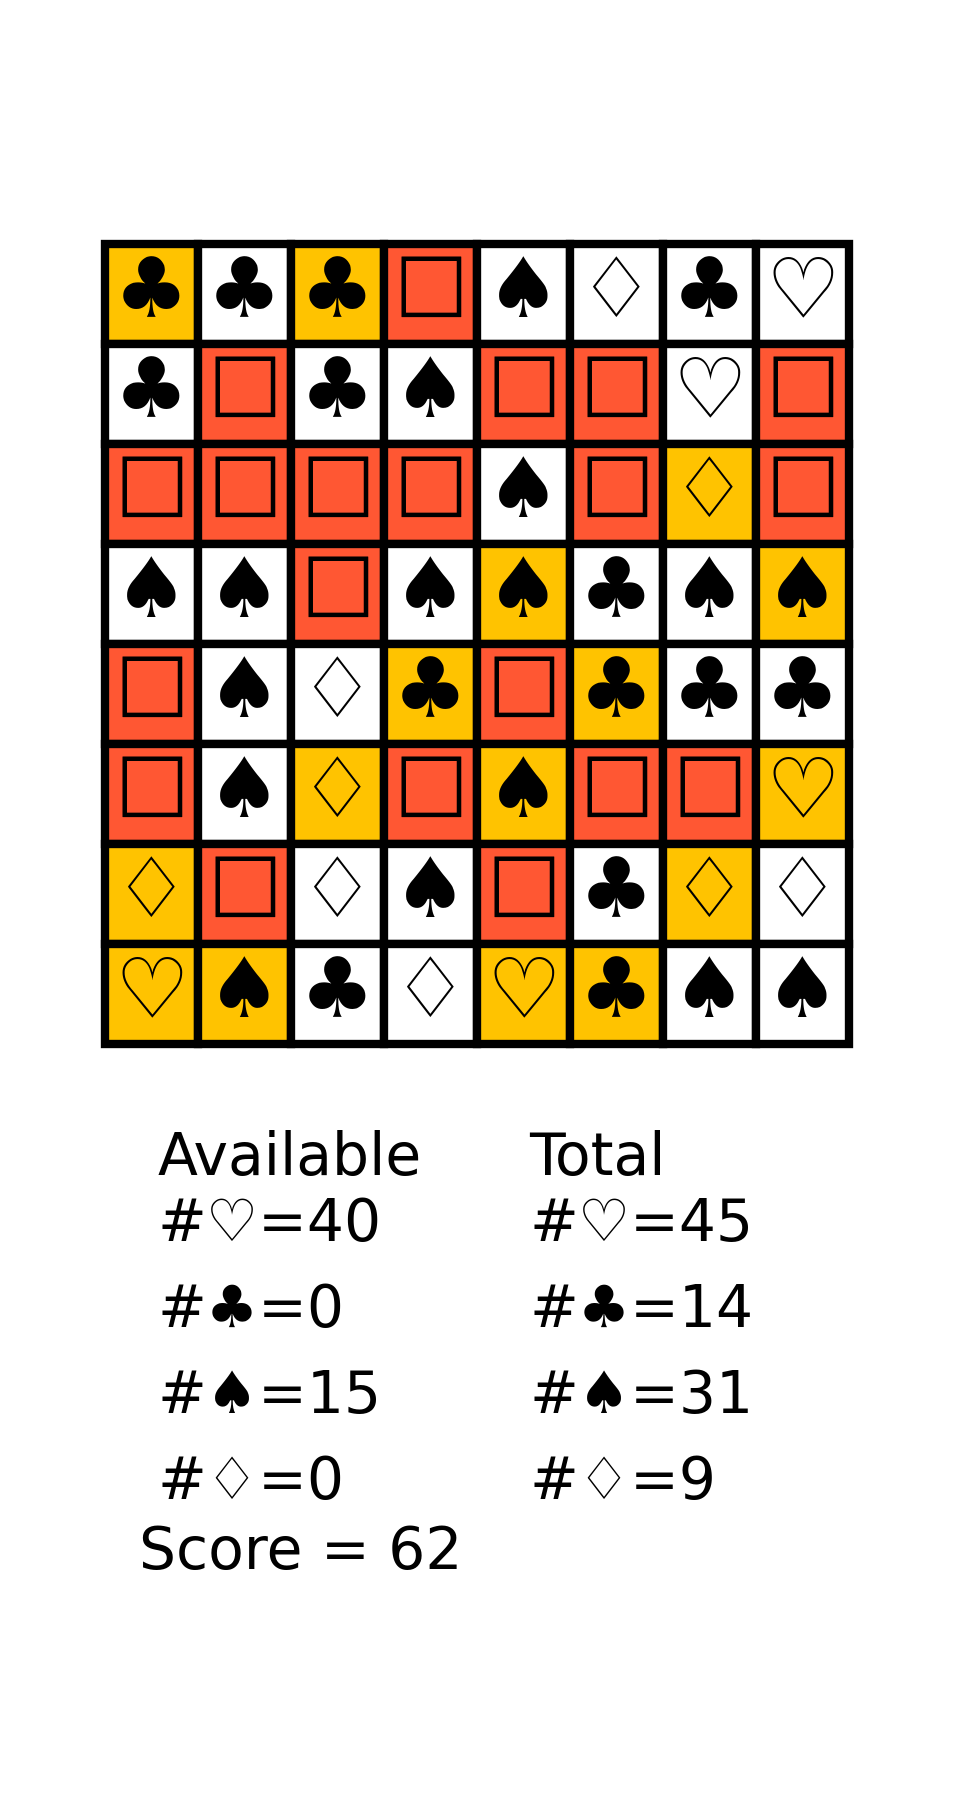 ♣ ♣ ♣ □ ♠ ♢ ♣ ♡
♣ □ ♣ ♠ □ □ ♡ □
□ □ □ □ ♠ □ ♢ □
♠ ♠ □ ♠ ♠ ♣ ♠ ♠
□ ♠ ♢ ♣ □ ♣ ♣ ♣
□ ♠ ♢ □ ♠ □ □ ♡
♢ □ ♢ ♠ □ ♣ ♢ ♢
♡ ♠ ♣ ♢ ♡ ♣ ♠ ♠
Available Total
#♡=40 #♡=45
#♣=0 #♣=14
#♠=15 #♠=31
#♢=0 #♢=9
Score = 62